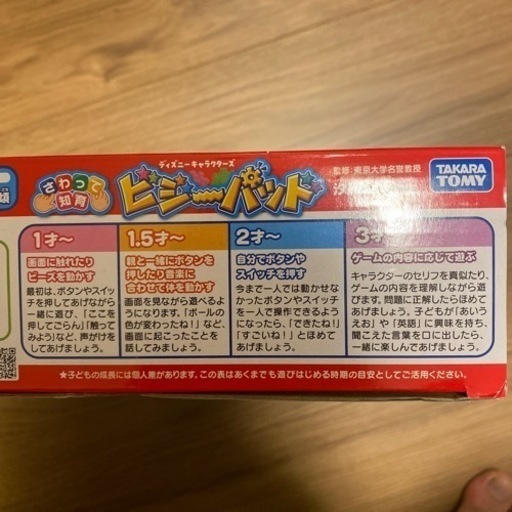 ディズニーキャラクターズ
さわって
知育
ビジーーパッド
監修:東京大学名誉教授
汐
TAKARA
TOMY
頭
1才～
画面に触れたり
ビーズを動かす
最初は、ボタンやスイッ
チを押してあげながら
一緒に遊び、「ここを
押してごらん」「触って
みよう」など、声がけを
してあげましょう。
1.5才～
親と一緒にボタンを
押したり音楽に
合わせて体を動かす
画面を見ながら遊べるよ
うになります。「ボールの
色が変わったね!」など、
画面に起こったことを
話してみましょう。
2才～
自分でボタンや
スイッチを押す
今まで一人では動かせな
かったボタンやスイッチ
を一人で操作できるよう
になったら、「できたね!」
「すごいね!」とほめて
あげましょう。
3才
ゲームの内容に応じて遊ぶ
キャラクターのセリフを真似たり、
ゲームの内容を理解しながら遊
びます。問題に正解したらほめて
あげましょう。子どもが「あいう
えお」や「英語」に興味を持ち、
聞こえた言葉を口に出したら、
一緒に楽しんであげましょう。
★子どもの成長には個人差があります。この表はあくまでも遊びはじめる時期の目安としてご活用ください。